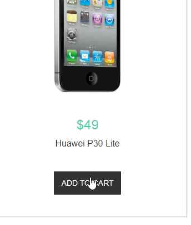 $49
Huawei P30 Lite
ADD TO CART